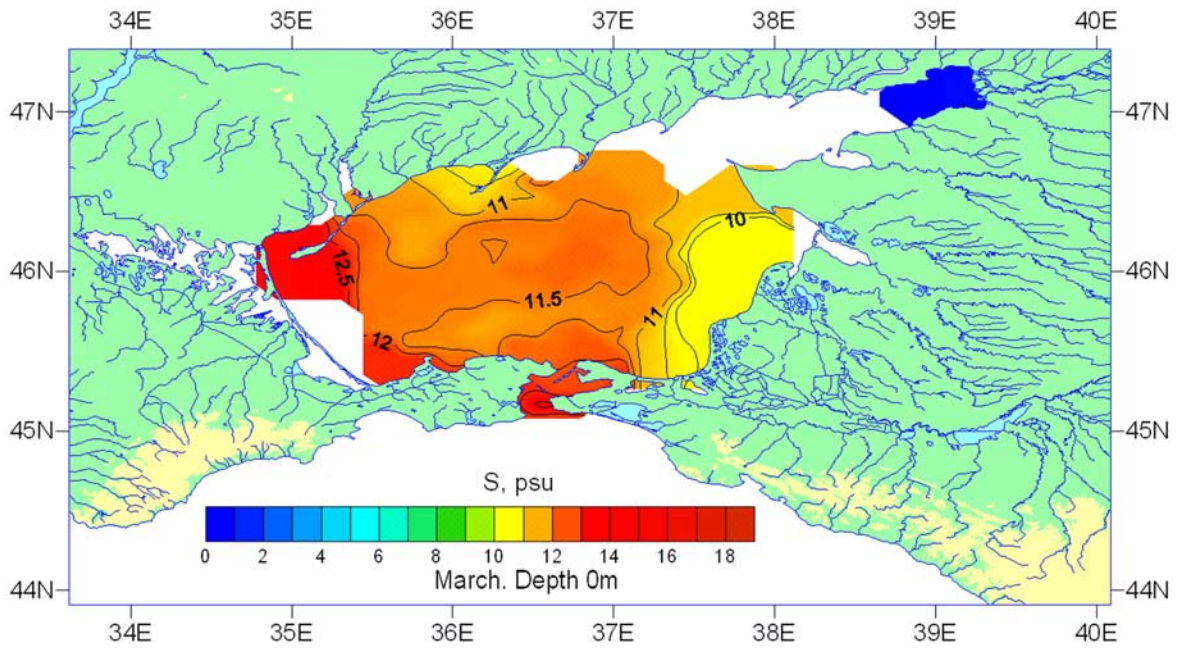 34E 35E 36E 37E 38E 39E 40E
47N 47N
46N 46N
45N 45N
44N 44N
11
10
12.5
11.5
11
12
S, psu
0 2 4 6 8 10 12 14 16 18
March. Depth 0m
34E 35E 36E 37E 38E 39E 40E